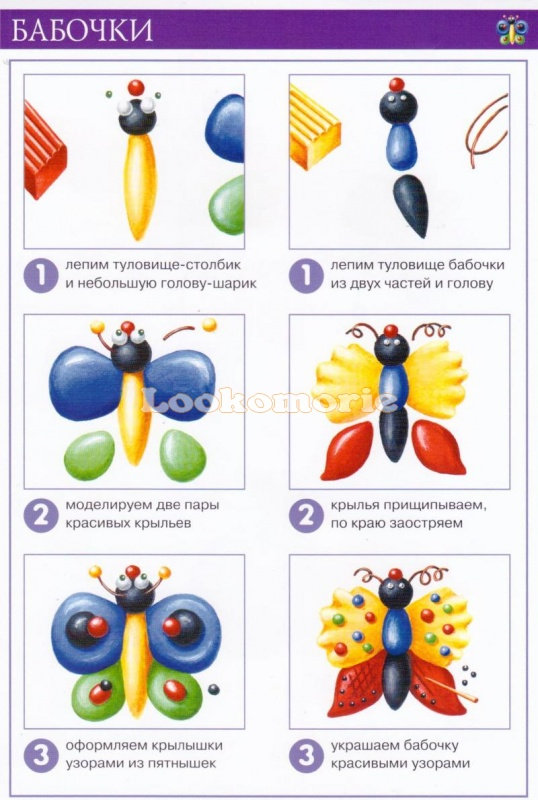 БАБОЧКИ
1 лепим туловище-столбик
и небольшую голову-шарик
1 лепим туловище бабочки
из двух частей и голову
Lookomorie
2 моделируем две пары
красивых крыльев
2 крылья прищипываем,
по краю заостряем
3 оформляем крылышки
узорами из пятнышек
3 украшаем бабочку
красивыми узорами